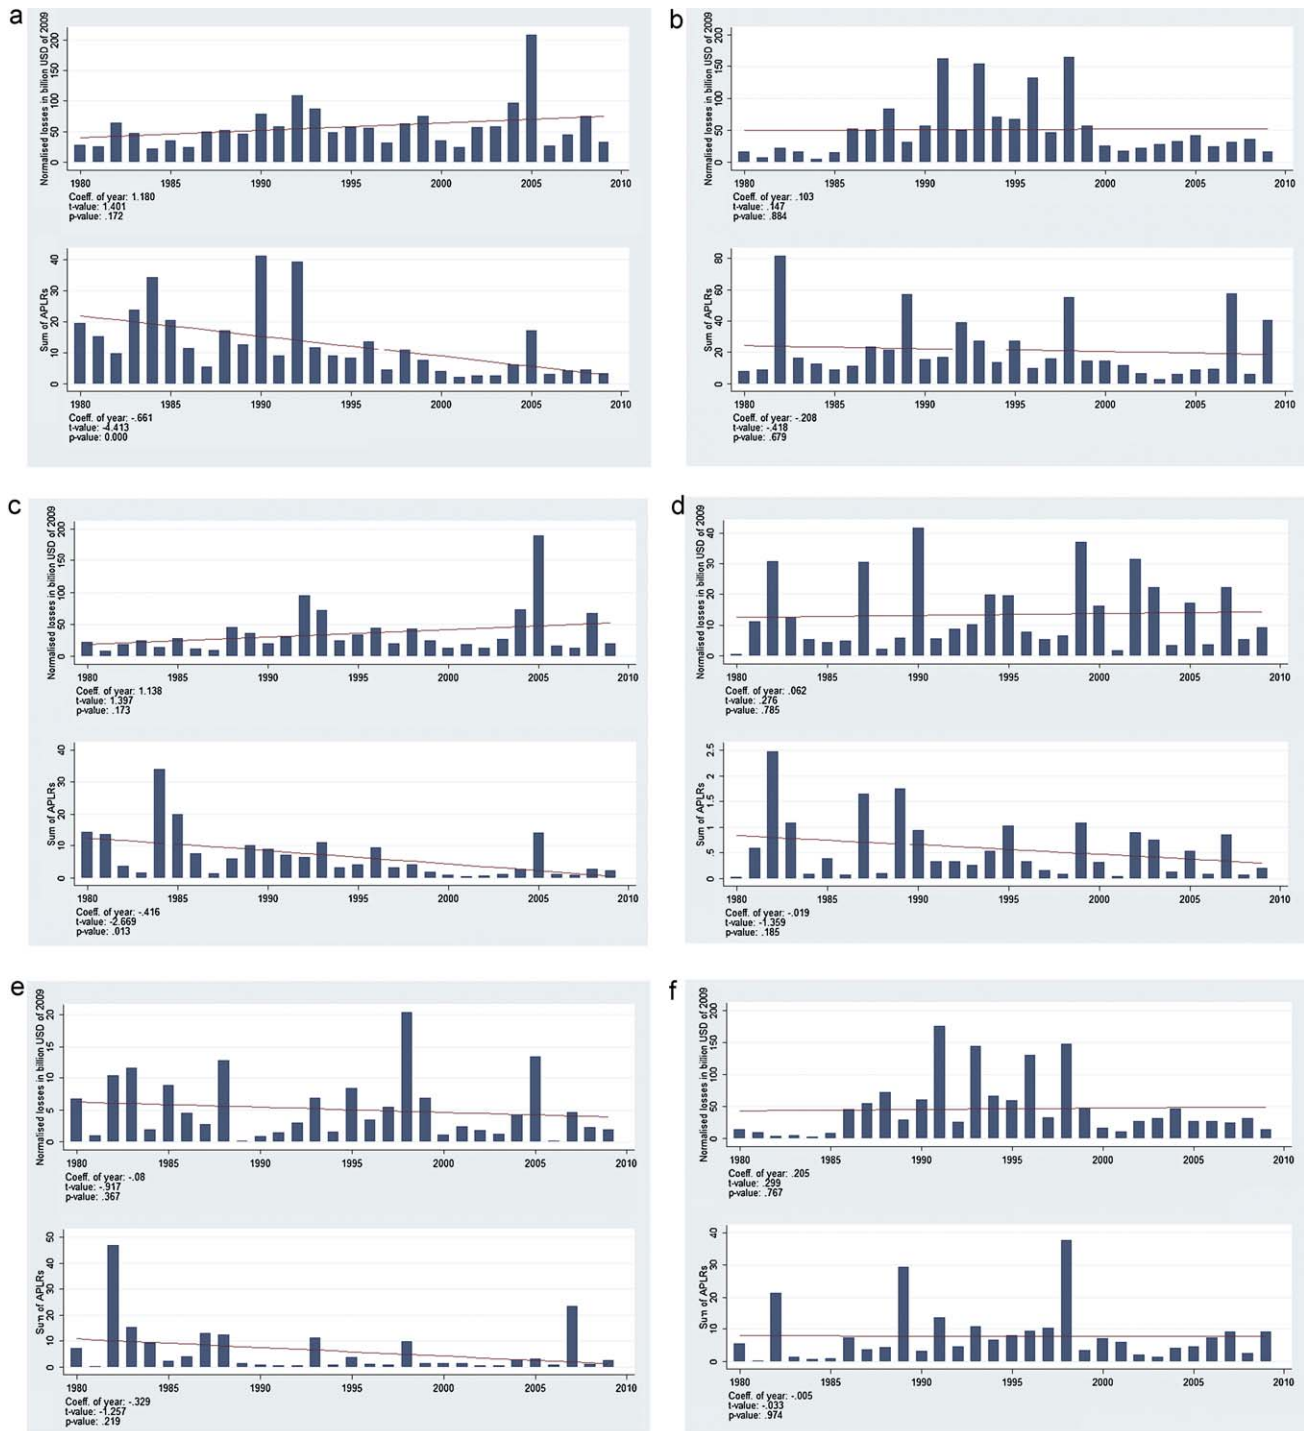 a
Normalised losses in billion USD of 2009
0 50 100 150 200
1980 1985 1990 1995 2000 2005 2010
Coeff. of year: 1.180
t-value: 1.401
p-value: .172
Sum of APLRs
0 10 20 30 40
1980 1985 1990 1995 2000 2005 2010
Coeff. of year: -.661
t-value: -4.413
p-value: 0.000
b
Normalised losses in billion USD of 2009
0 50 100 150 200
1980 1985 1990 1995 2000 2005 2010
Coeff. of year: .103
t-value: .147
p-value: .884
Sum of APLRs
0 20 40 60 80
1980 1985 1990 1995 2000 2005 2010
Coeff. of year: -.208
t-value: -.418
p-value: .679
c
Normalised losses in billion USD of 2009
0 50 100 150 200
1980 1985 1990 1995 2000 2005 2010
Coeff. of year: 1.138
t-value: 1.397
p-value: .173
Sum of APLRs
0 10 20 30 40
1980 1985 1990 1995 2000 2005 2010
Coeff. of year: -.416
t-value: -2.669
p-value: .013
d
Normalised losses in billion USD of 2009
0 10 20 30 40
1980 1985 1990 1995 2000 2005 2010
Coeff. of year: .062
t-value: .276
p-value: .785
Sum of APLRs
0 .5 1 1.5 2 2.5
1980 1985 1990 1995 2000 2005 2010
Coeff. of year: -.019
t-value: -1.359
p-value: .185
e
Normalised losses in billion USD of 2009
0 5 10 15 20
1980 1985 1990 1995 2000 2005 2010
Coeff. of year: -.08
t-value: -.917
p-value: .367
Sum of APLRs
0 10 20 30 40 50
1980 1985 1990 1995 2000 2005 2010
Coeff. of year: -.329
t-value: -1.257
p-value: .219
f
Normalised losses in billion USD of 2009
0 50 100 150 200
1980 1985 1990 1995 2000 2005 2010
Coeff. of year: .205
t-value: .299
p-value: .767
Sum of APLRs
0 10 20 30 40
1980 1985 1990 1995 2000 2005 2010
Coeff. of year: -.005
t-value: -.033
p-value: .974